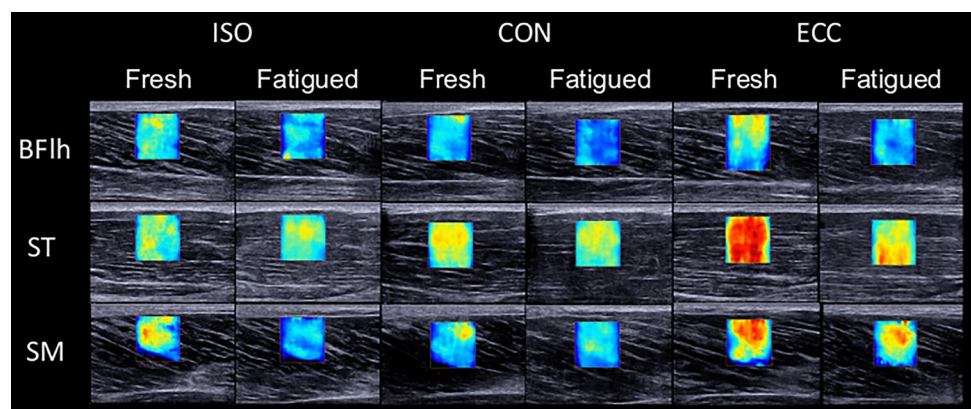 ISO CON ECC
Fresh Fatigued Fresh Fatigued Fresh Fatigued
BFlh
ST
SM